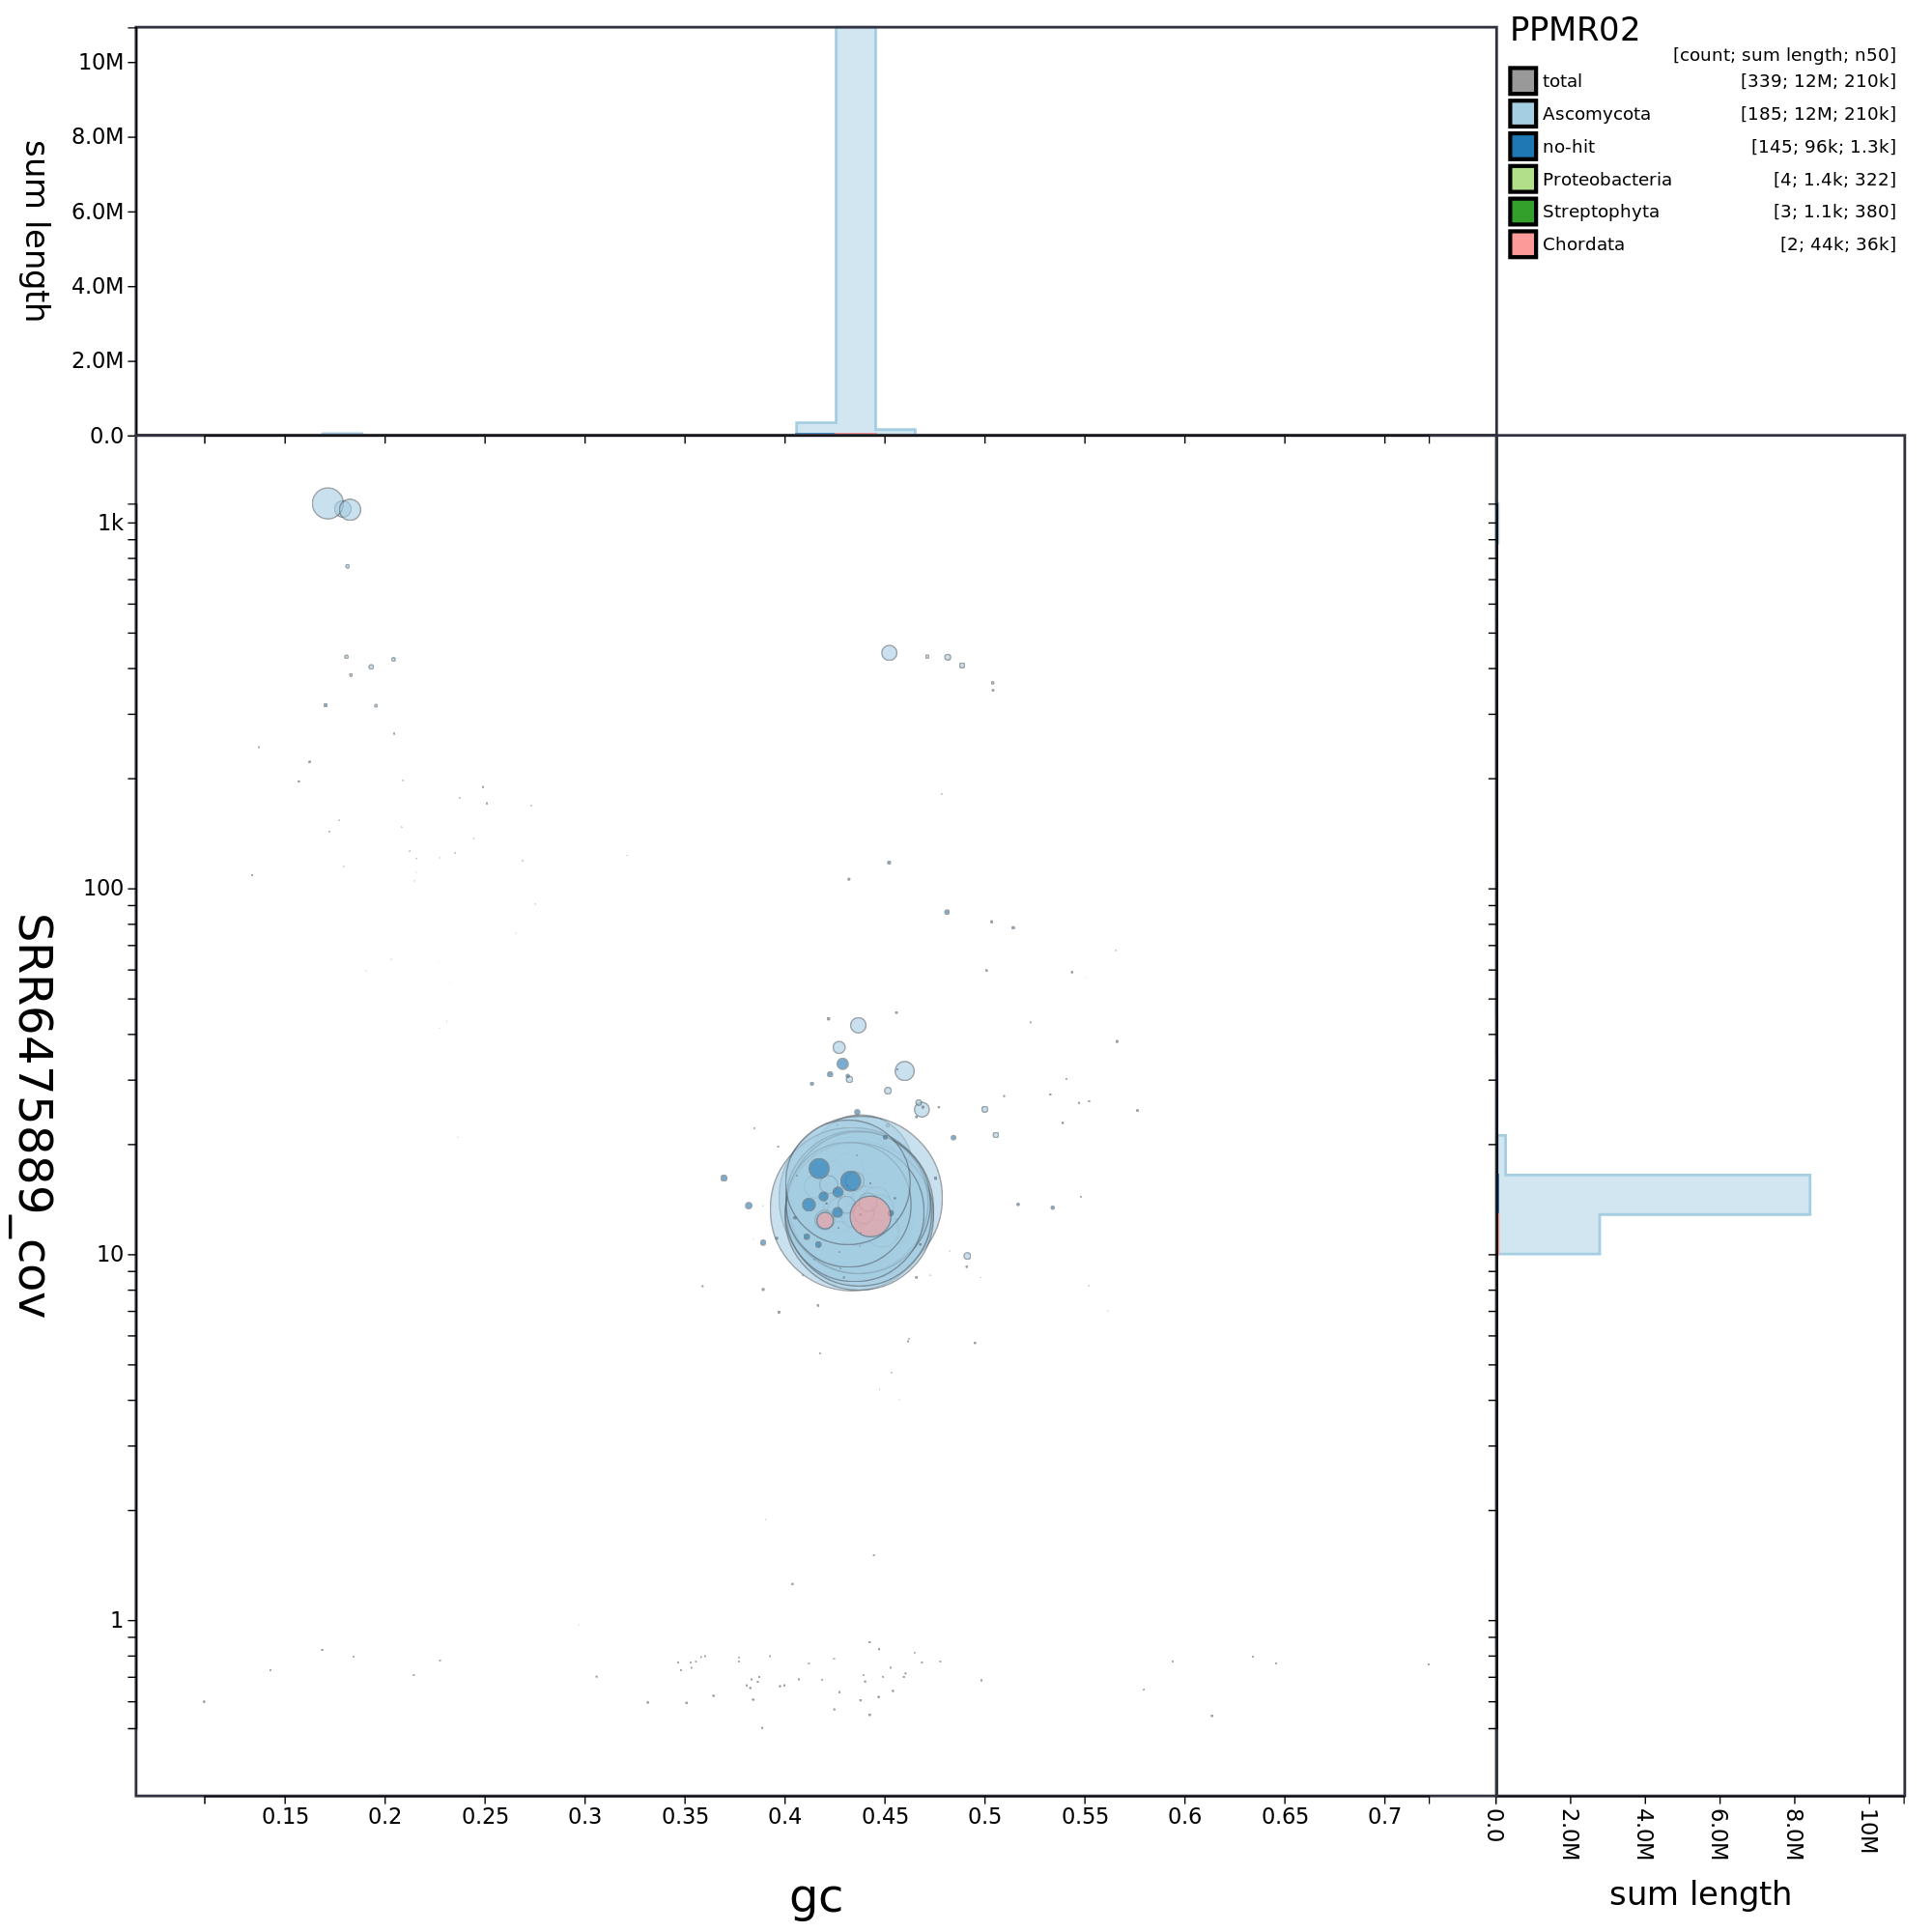 PPMR02
[count; sum length; n50]
total [339; 12M; 210k]
Ascomycota [185; 12M; 210k]
no-hit [145; 96k; 1.3k]
Proteobacteria [4; 1.4k; 322]
Streptophyta [3; 1.1k; 380]
Chordata [2; 44k; 36k]
sum length
10M
8.0M
6.0M
4.0M
2.0M
0.0
SRR6475889_cov
1k
100
10
1
0.15 0.2 0.25 0.3 0.35 0.4 0.45 0.5 0.55 0.6 0.65 0.7
gc
0.0 2.0M 4.0M 6.0M 8.0M 10M
sum length